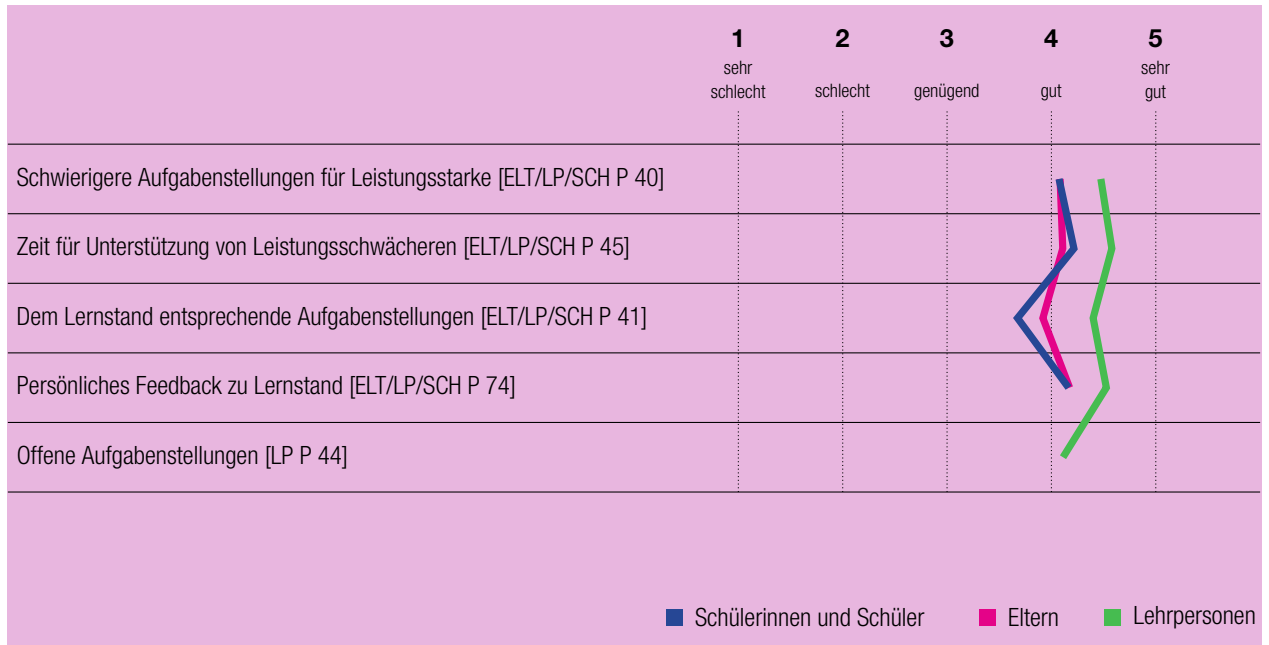 1 2 3 4 5
sehr schlecht schlecht genügend gut sehr gut
Schwierigere Aufgabenstellungen für Leistungsstarke [ELT/LP/SCH P 40]
Zeit für Unterstützung von Leistungsschwächeren [ELT/LP/SCH P 45]
Dem Lernstand entsprechende Aufgabenstellungen [ELT/LP/SCH P 41]
Persönliches Feedback zu Lernstand [ELT/LP/SCH P 74]
Offene Aufgabenstellungen [LP P 44]
Schülerinnen und Schüler Eltern Lehrpersonen